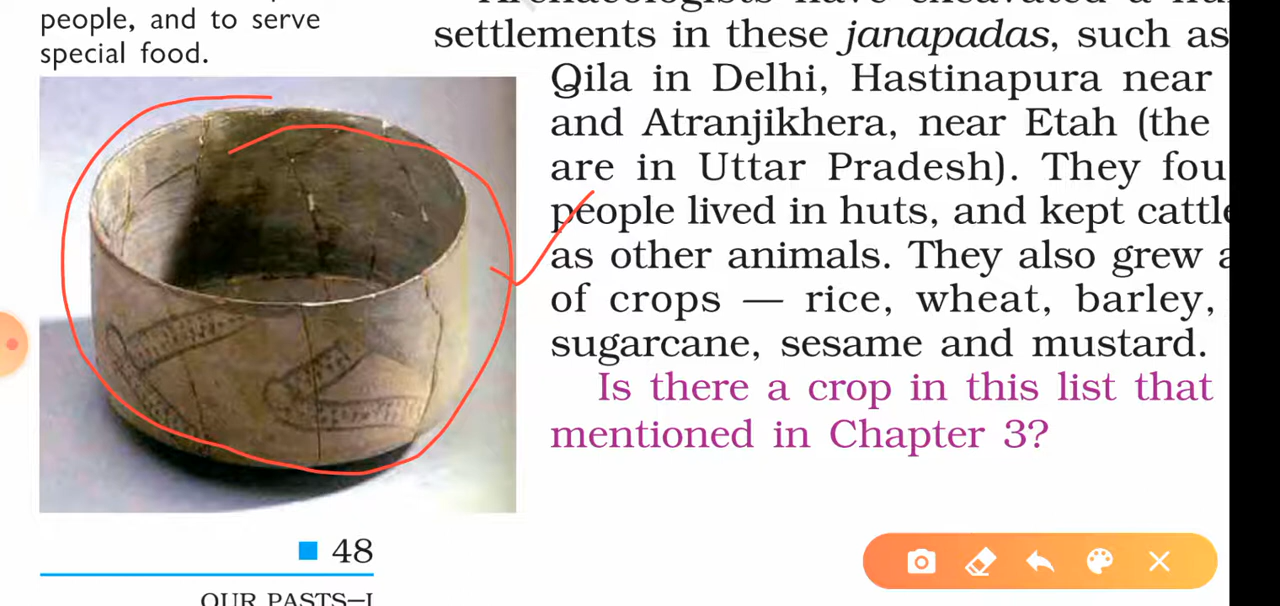 people, and to serve
special food.
settlements in these janapadas, such as
Qila in Delhi, Hastinapura near
and Atranjikhera, near Etah (the
are in Uttar Pradesh). They fou
people lived in huts, and kept cattle
as other animals. They also grew a
of crops — rice, wheat, barley,
sugarcane, sesame and mustard.
Is there a crop in this list that
mentioned in Chapter 3?
48
OUR PASTS—I